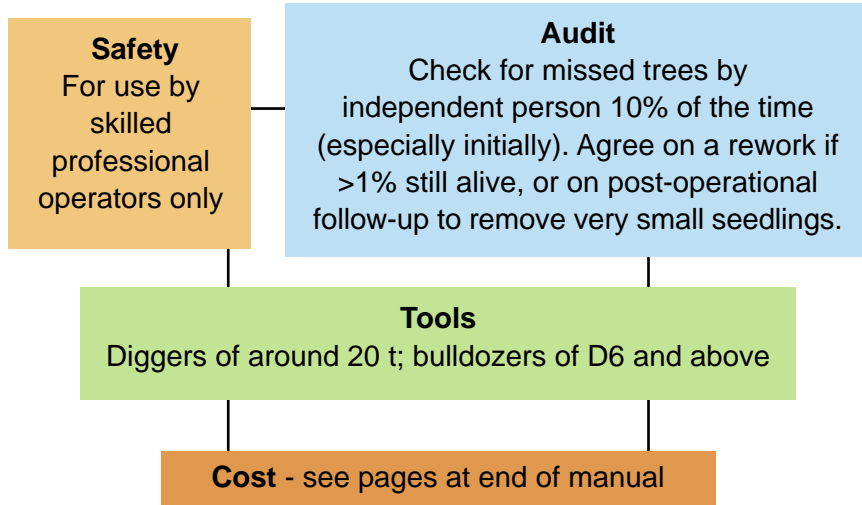 Safety
For use by
skilled
professional
operators only
Audit
Check for missed trees by
independent person 10% of the time
(especially initially). Agree on a rework if
>1% still alive, or on post-operational
follow-up to remove very small seedlings.
Tools
Diggers of around 20 t; bulldozers of D6 and above
Cost - see pages at end of manual